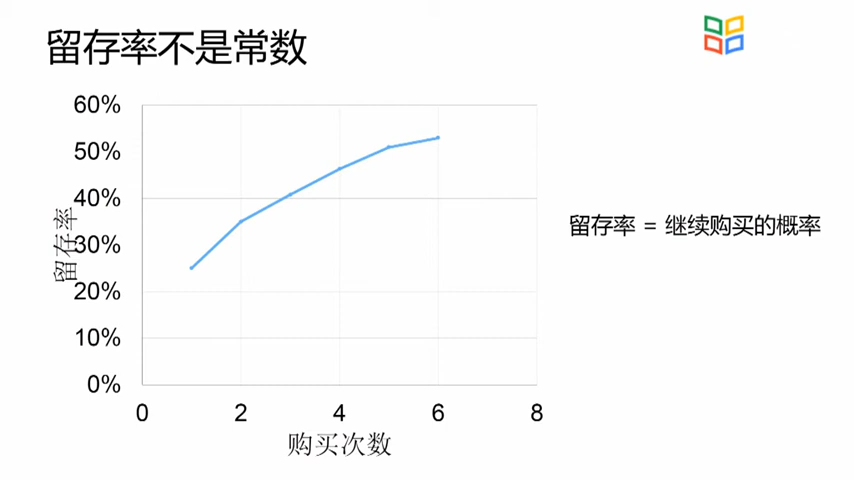 留存率不是常数
60%
50%
40%
30%
20%
10%
0%
留存率
0 2 4 6 8
购买次数
留存率 = 继续购买的概率